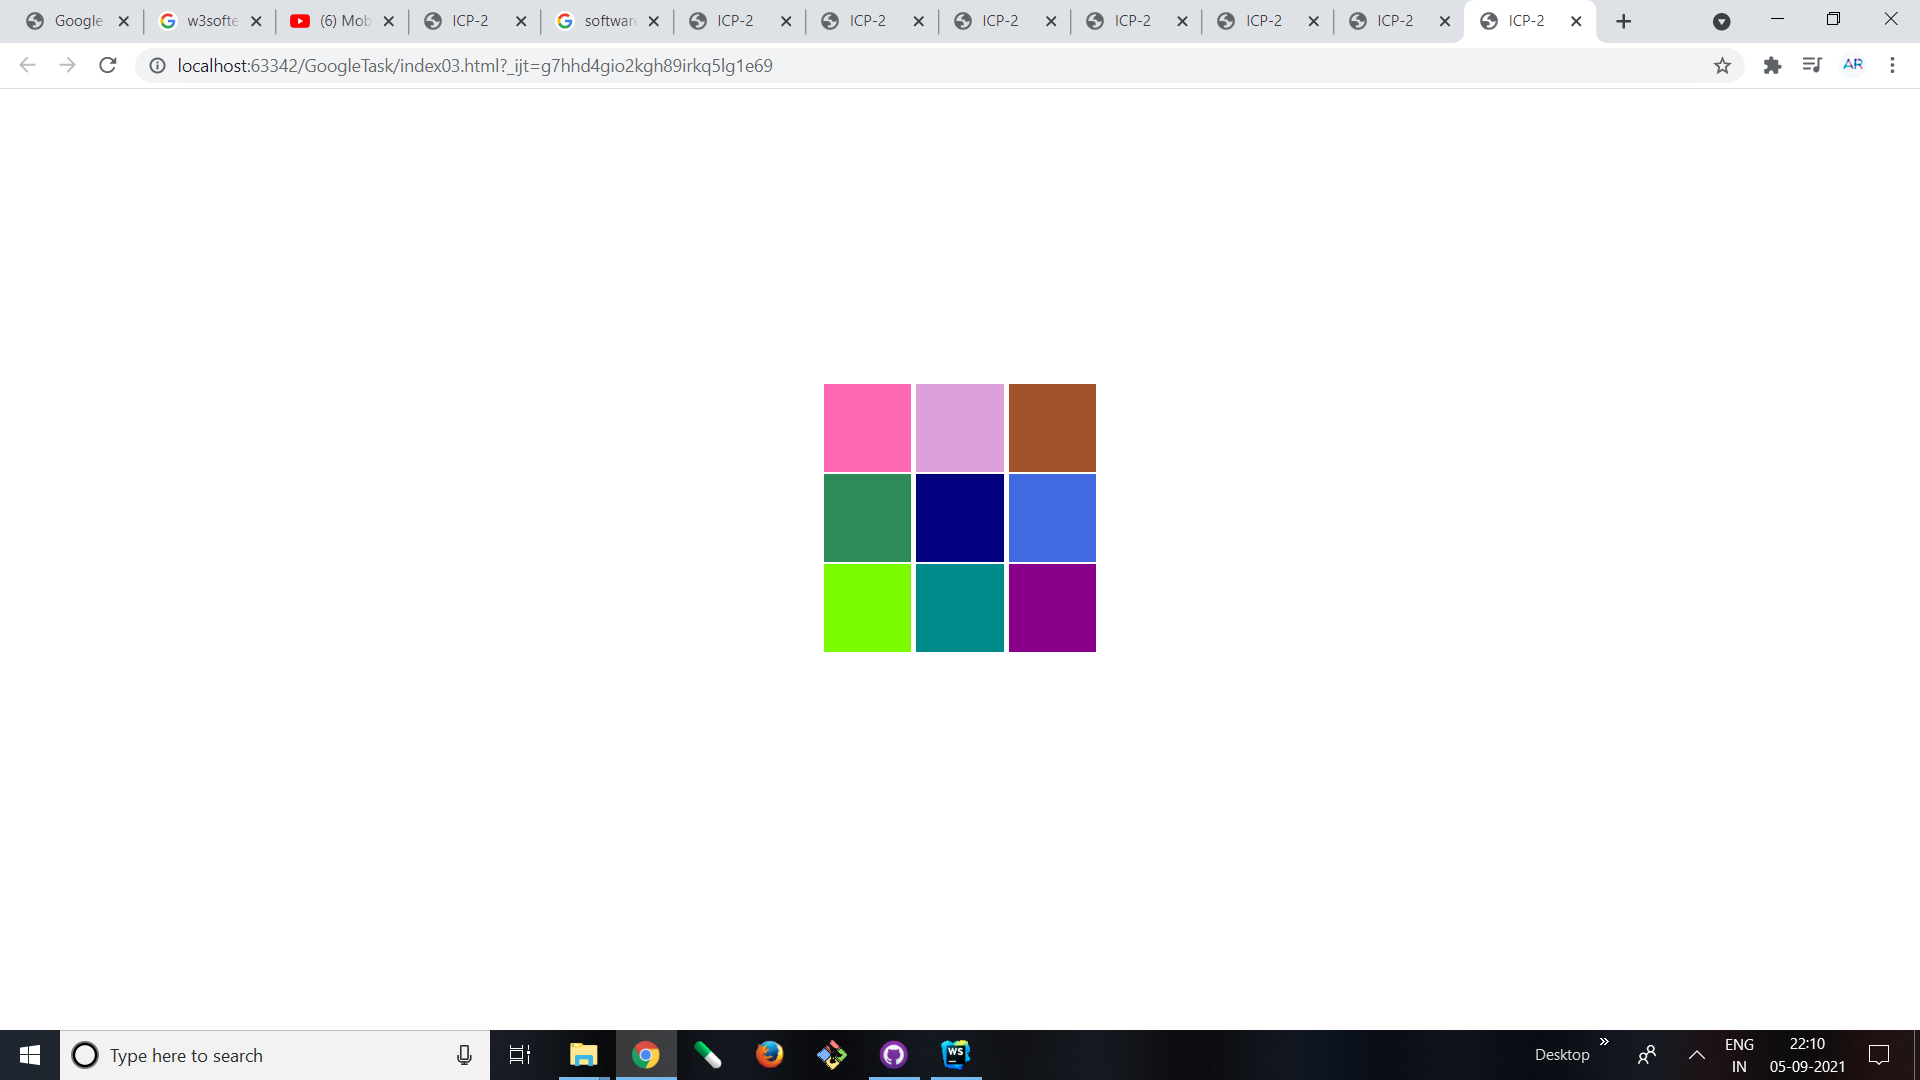 Google
w3softe
(6) Mob
ICP-2
software
ICP-2
ICP-2
ICP-2
ICP-2
ICP-2
ICP-2
ICP-2
localhost:63342/GoogleTask/index03.html?_ijt=g7hhd4gio2kgh89irkq5lg1e69
AR
Type here to search
WS
Desktop
ENG
IN
22:10
05-09-2021